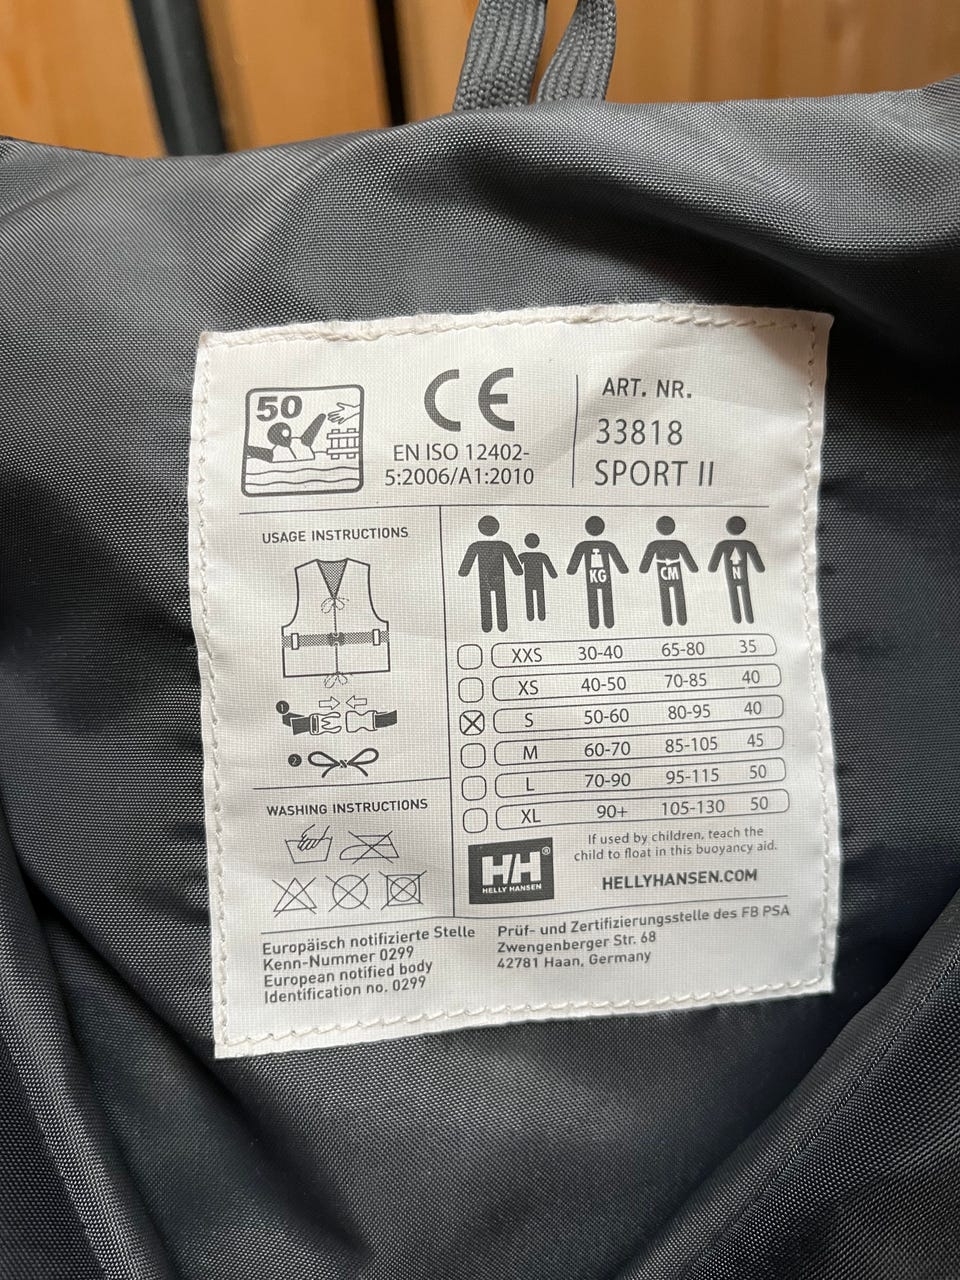 50
CE
EN ISO 12402-
5:2006/A1:2010
ART. NR.
33818
SPORT II
USAGE INSTRUCTIONS
1
2
KG
CM
N
XXS 30-40 65-80 35
XS 40-50 70-85 40
S 50-60 80-95 40
M 60-70 85-105 45
L 70-90 95-115 50
XL 90+ 105-130 50
WASHING INSTRUCTIONS
HH®
HELLY HANSEN
If used by children, teach the
child to float in this buoyancy aid.
HELLYHANSEN.COM
Europäisch notifizierte Stelle
Kenn-Nummer 0299
European notified body
Identification no. 0299
Prüf- und Zertifizierungsstelle des FB PSA
Zwengenberger Str. 68
42781 Haan, Germany